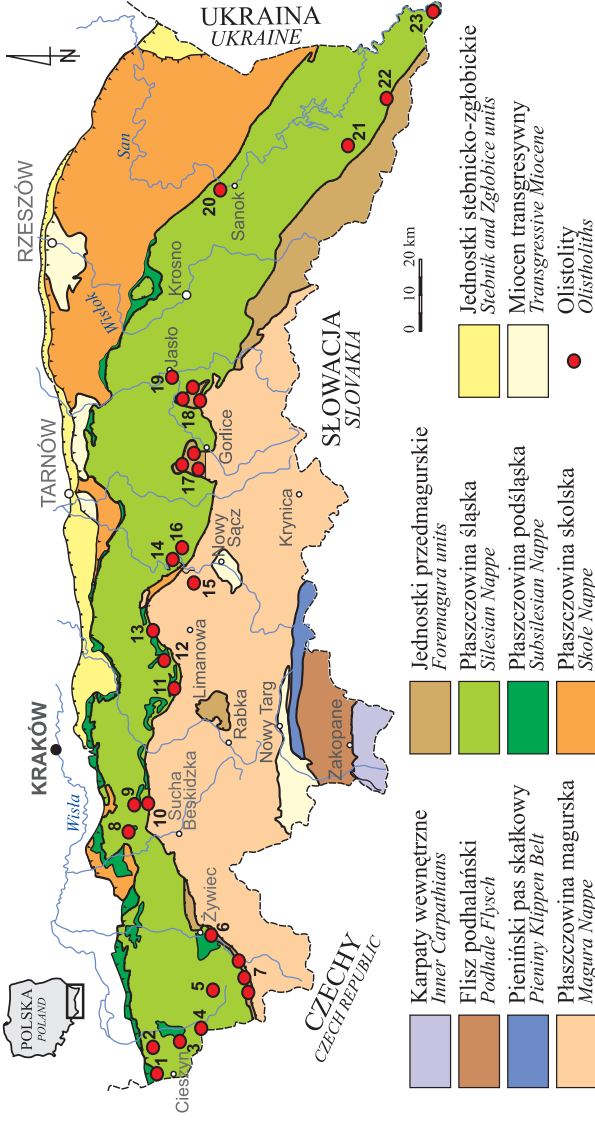 POLSKA
POLAND
N
UKRAINA
UKRAINE
RZESZÓW
TARNÓW
KRAKÓW
San
Wisłok
Wisła
Sanok
Krosno
Jasło
Gorlice
Nowy
Sącz
Krynica
Limanowa
Rabka
Nowy Targ
Zakopane
Sucha
Beskidzka
Żywiec
Cieszyn
CZECHY
CZECH REPUBLIC
SŁOWACJA
SLOVAKIA
0 10 20 km
1
2
3
4
5
6
7
8
9
10
11
12
13
14
15
16
17
18
19
20
21
22
23
Karpaty wewnętrzne
Inner Carpathians
Flisz podhalański
Podhale Flysch
Pieniński pas skałkowy
Pieniny Klippen Belt
Płaszczowina magurska
Magura Nappe
Jednostki przedmagurskie
Foremagura units
Płaszczowina śląska
Silesian Nappe
Płaszczowina podśląska
Subsilesian Nappe
Płaszczowina skolska
Skole Nappe
Jednostki stebnicko-zgłobickie
Stebnik and Zgłobice units
Miocen transgresywny
Transgressive Miocene
Olistolity
Olistholiths